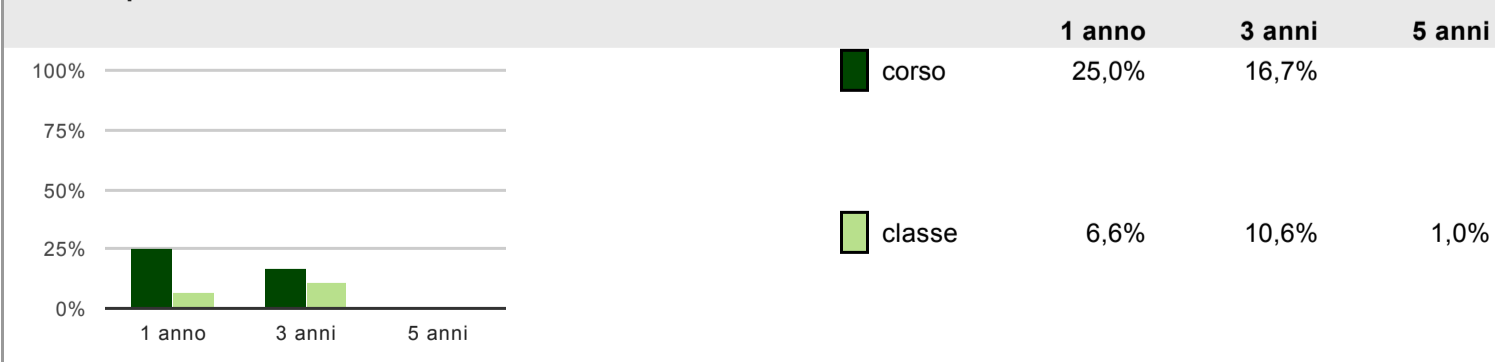 1 anno 3 anni 5 anni
100%
75%
50%
25%
0%
1 anno 3 anni 5 anni
corso 25,0% 16,7%
classe 6,6% 10,6% 1,0%